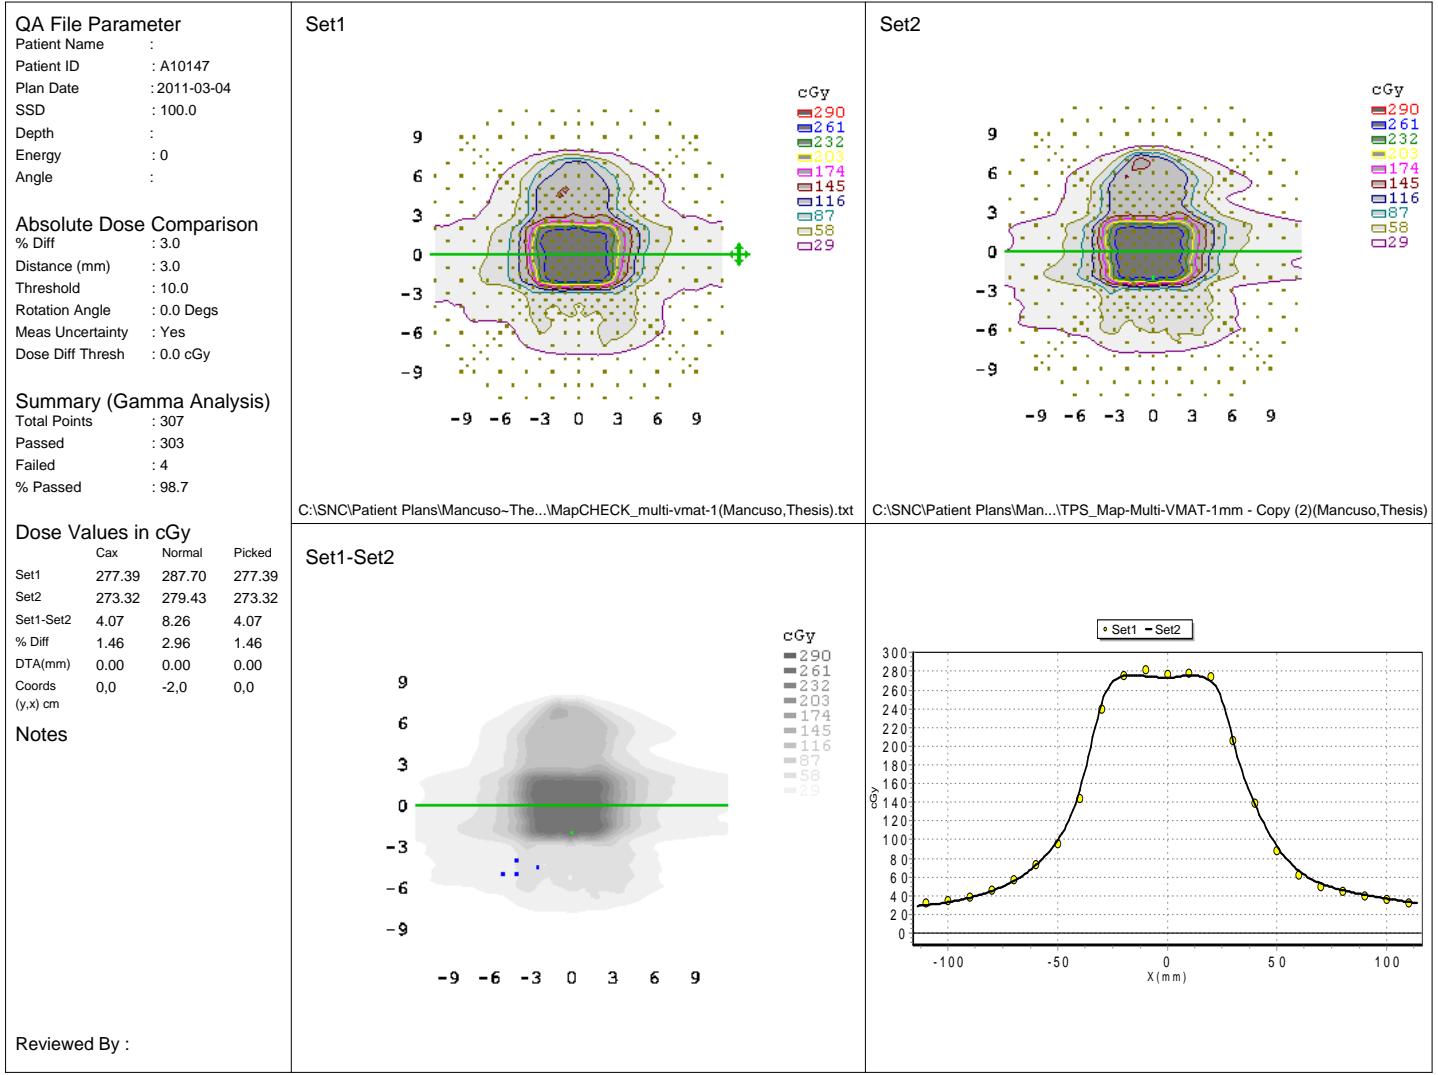 QA File Parameter
Patient Name :
Patient ID : A10147
Plan Date : 2011-03-04
SSD : 100.0
Depth :
Energy : 0
Angle :
Absolute Dose Comparison
% Diff : 3.0
Distance (mm) : 3.0
Threshold : 10.0
Rotation Angle : 0.0 Degs
Meas Uncertainty : Yes
Dose Diff Thresh : 0.0 cGy
Summary (Gamma Analysis)
Total Points : 307
Passed : 303
Failed : 4
% Passed : 98.7
Dose Values in cGy
Cax Normal Picked
Set1 277.39 287.70 277.39
Set2 273.32 279.43 273.32
Set1-Set2 4.07 8.26 4.07
% Diff 1.46 2.96 1.46
DTA(mm) 0.00 0.00 0.00
Coords 0,0 -2,0 0,0
(y,x) cm
Notes
Reviewed By :
Set1
cGy
290
261
232
203
174
145
116
87
58
29
9
6
3
0
-3
-6
-9
-9 -6 -3 0 3 6 9
C:\SNC\Patient Plans\Mancuso~The...\MapCHECK_multi-vmat-1(Mancuso,Thesis).txt
Set2
cGy
290
261
232
203
174
145
116
87
58
29
9
6
3
0
-3
-6
-9
-9 -6 -3 0 3 6 9
C:\SNC\Patient Plans\Man...\TPS_Map-Multi-VMAT-1mm - Copy (2)(Mancuso,Thesis)
Set1-Set2
cGy
290
261
232
203
174
145
116
87
58
29
9
6
3
0
-3
-6
-9
-9 -6 -3 0 3 6 9
Set1 Set2
300
280
260
240
220
200
180
160
140
120
100
80
60
40
20
0
cGy
-100 -50 0 50 100
X(mm)